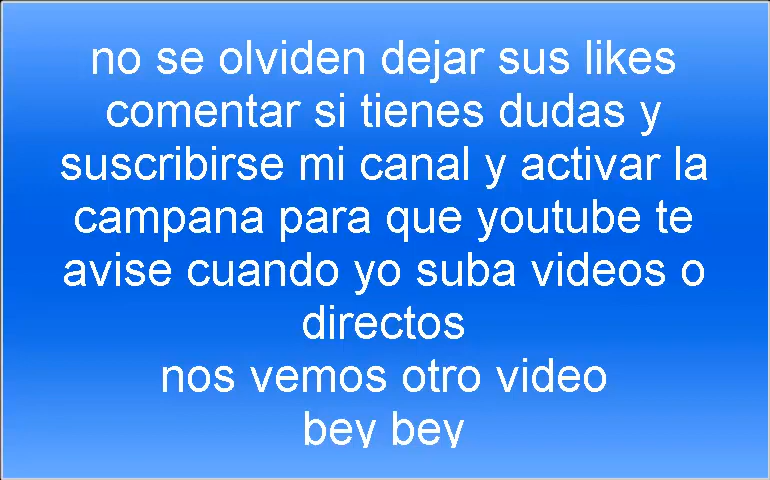 no se olviden dejar sus likes
comentar si tienes dudas y
suscribirse mi canal y activar la
campana para que youtube te
avise cuando yo suba videos o
directos
nos vemos otro video
bey bey